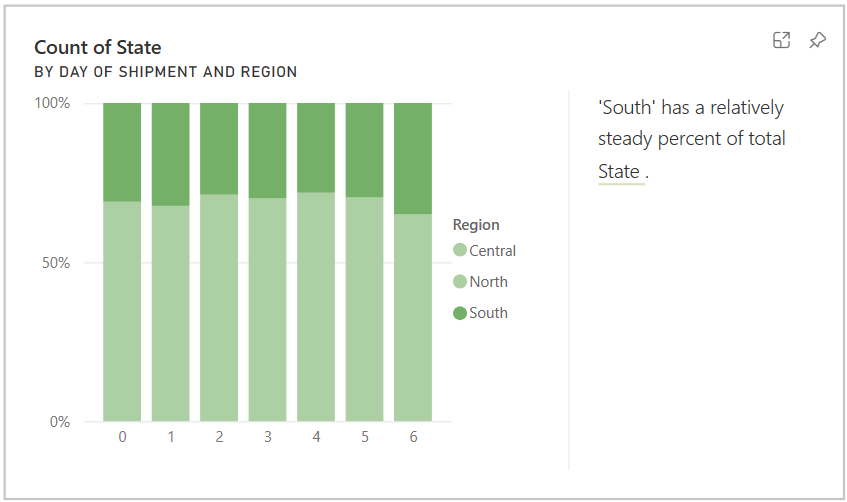 Count of State
BY DAY OF SHIPMENT AND REGION
100%
50%
0%
0 1 2 3 4 5 6
Region
Central
North
South
'South' has a relatively
steady percent of total
State .